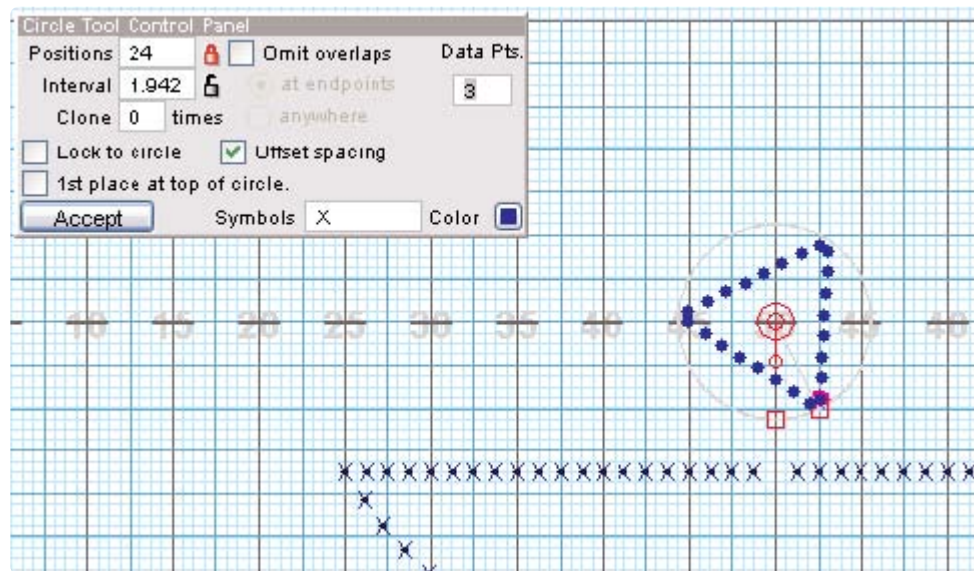 Circle Tool Control Panel
Positions 24 Omit overlaps Data Pts.
Interval 1.942 at endpoints 3
Clone 0 times anywhere
Lock to circle Offset spacing
1st place at top of circle.
Accept Symbols X Color
10 15 20 25 30 35 40 45 45 40